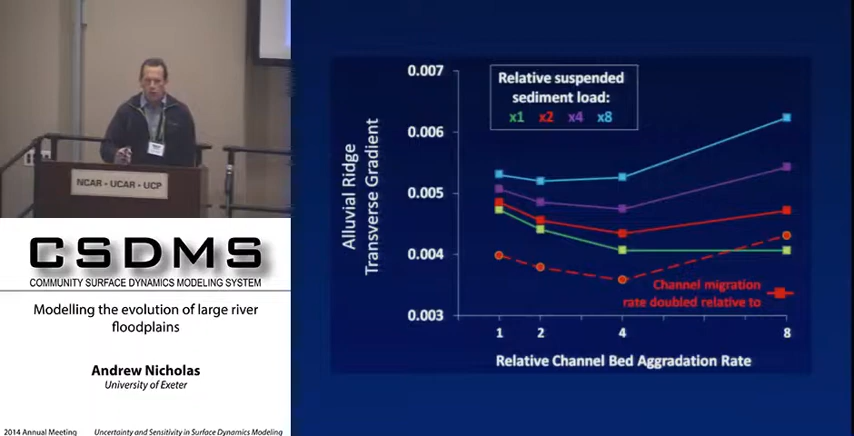 NCAR - UCAR - UCP
CSDMS
COMMUNITY SURFACE DYNAMICS MODELING SYSTEM
Modelling the evolution of large river
floodplains
Andrew Nicholas
University of Exeter
2014 Annual Meeting
Uncertainty and Sensitivity in Surface Dynamics Modeling
Alluvial Ridge
Transverse Gradient
0.007
0.006
0.005
0.004
0.003
Relative suspended
sediment load:
x1 x2 x4 x8
Channel migration
rate doubled relative to
1 2 4 8
Relative Channel Bed Aggradation Rate